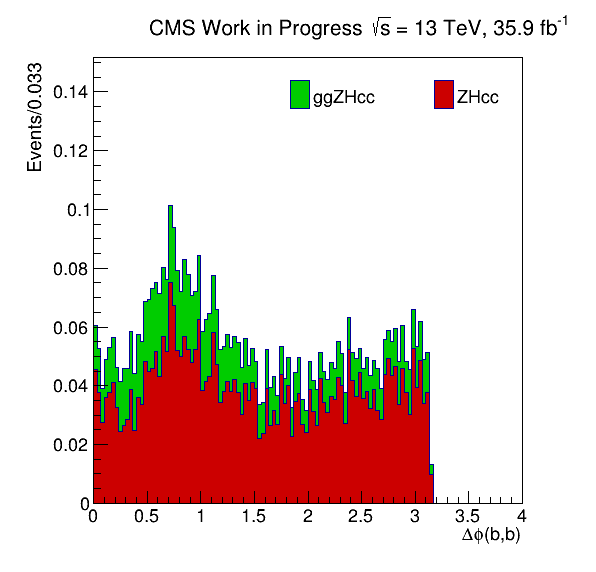 CMS Work in Progress √s = 13 TeV, 35.9 fb⁻¹
Events/0.033
ggZHcc ZHcc
0.14
0.12
0.1
0.08
0.06
0.04
0.02
0
0 0.5 1 1.5 2 2.5 3 3.5 4
Δϕ(b,b)